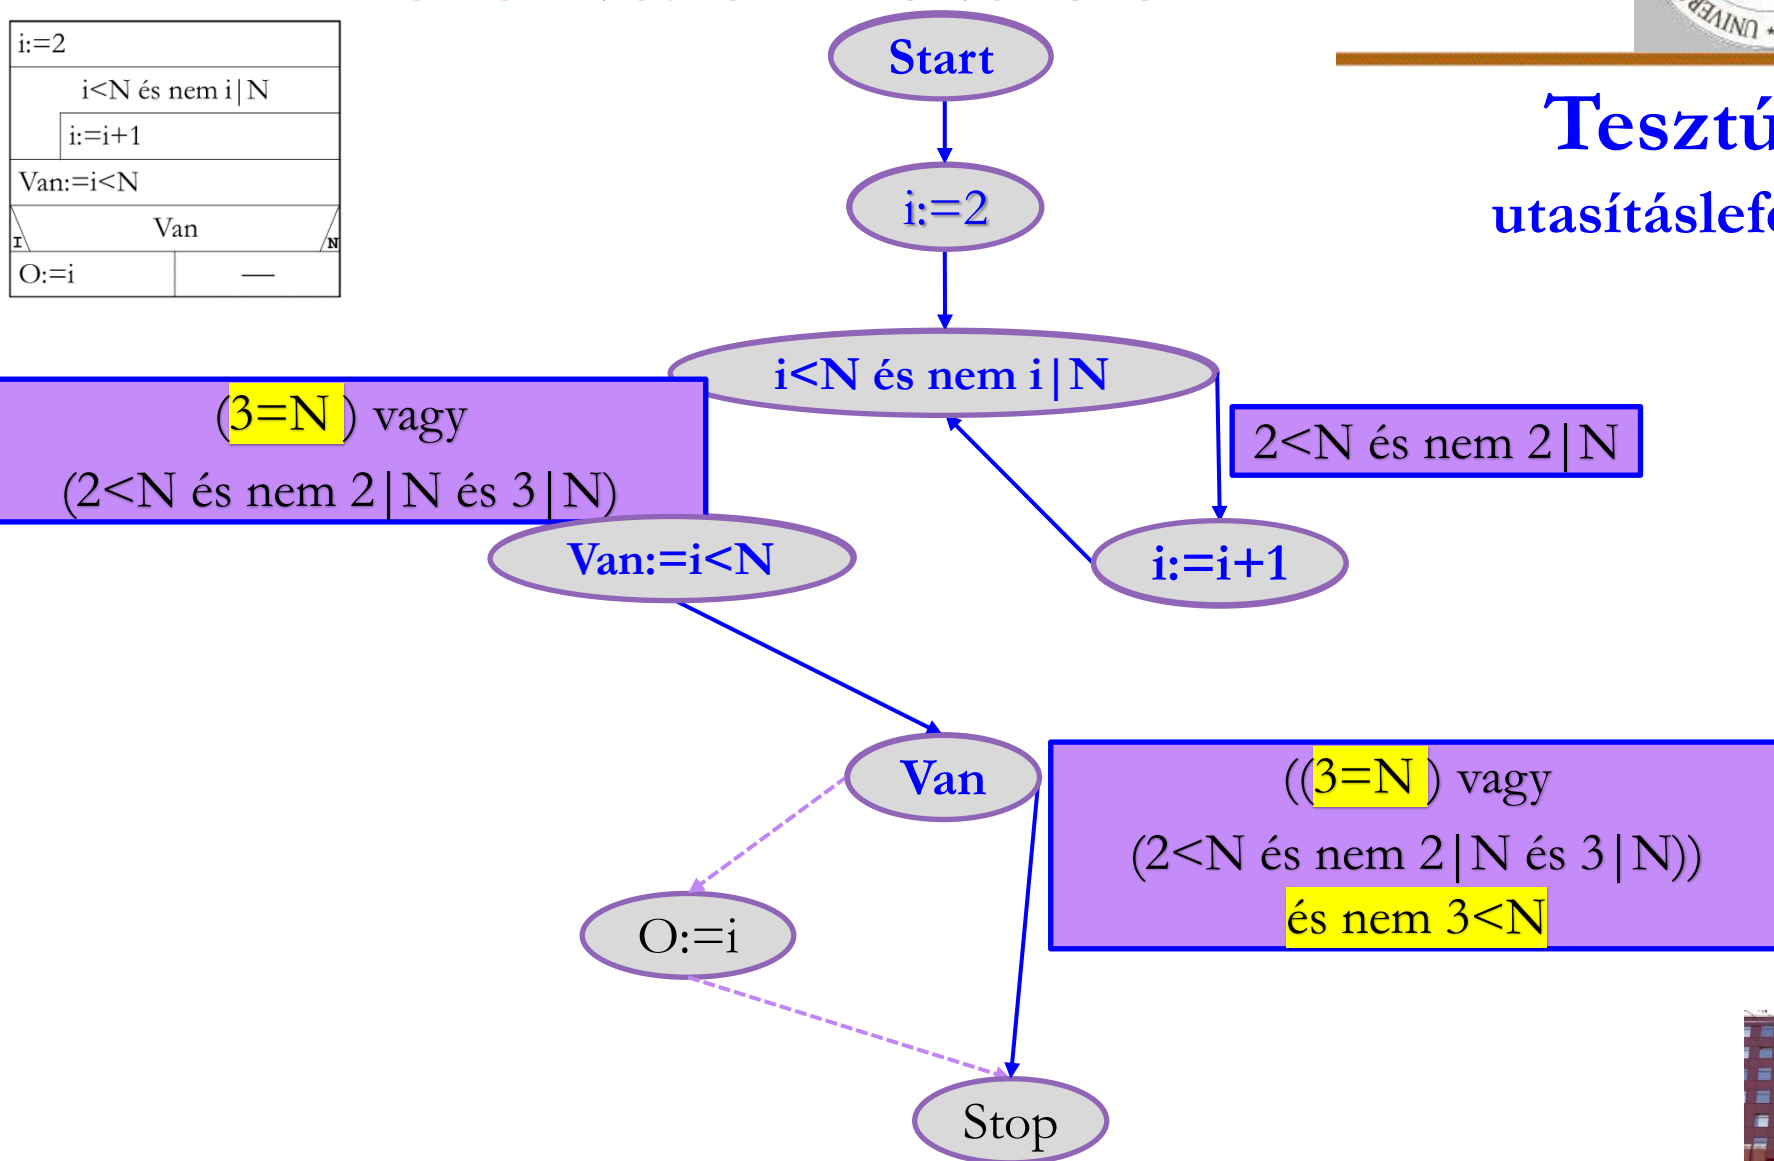 i:=2
i<N és nem i|N
i:=i+1
Van:=i<N
Van
I
N
O:=i
—
Start
i:=2
i<N és nem i|N
(3=N ) vagy
(2<N és nem 2|N és 3|N)
2<N és nem 2|N
Van:=i<N
i:=i+1
Van
((3=N ) vagy
(2<N és nem 2|N és 3|N))
és nem 3<N
O:=i
Stop
Tesztú
utasításlef